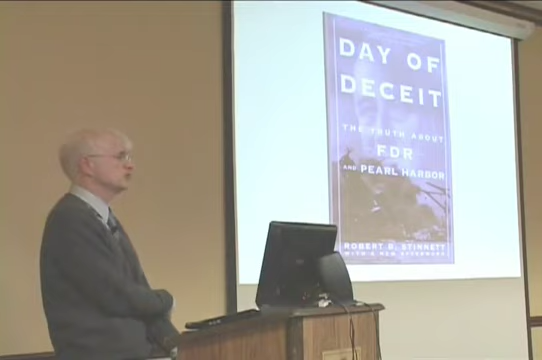 DAY OF
DECEIT
THE TRUTH ABOUT
FDR
AND PEARL HARBOR
ROBERT B. STINNETT
WITH A NEW AFTERWORD